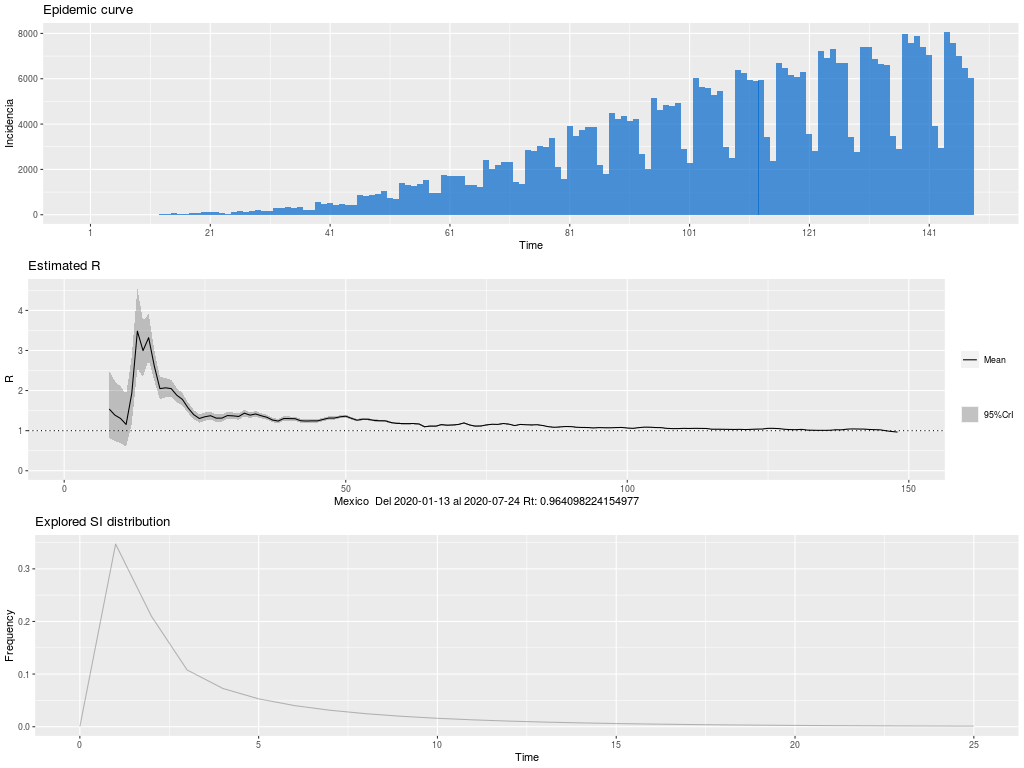 Epidemic curve
8000
6000
4000
2000
0
Incidencia
1 21 41 61 81 101 121 141
Time
Estimated R
4
3
2
1
0
R
Mean
95%CrI
0 50 100 150
Mexico  Del 2020-01-13 al 2020-07-24 Rt: 0.964098224154977
Explored SI distribution
0.3
0.2
0.1
0.0
Frequency
0 5 10 15 20 25
Time